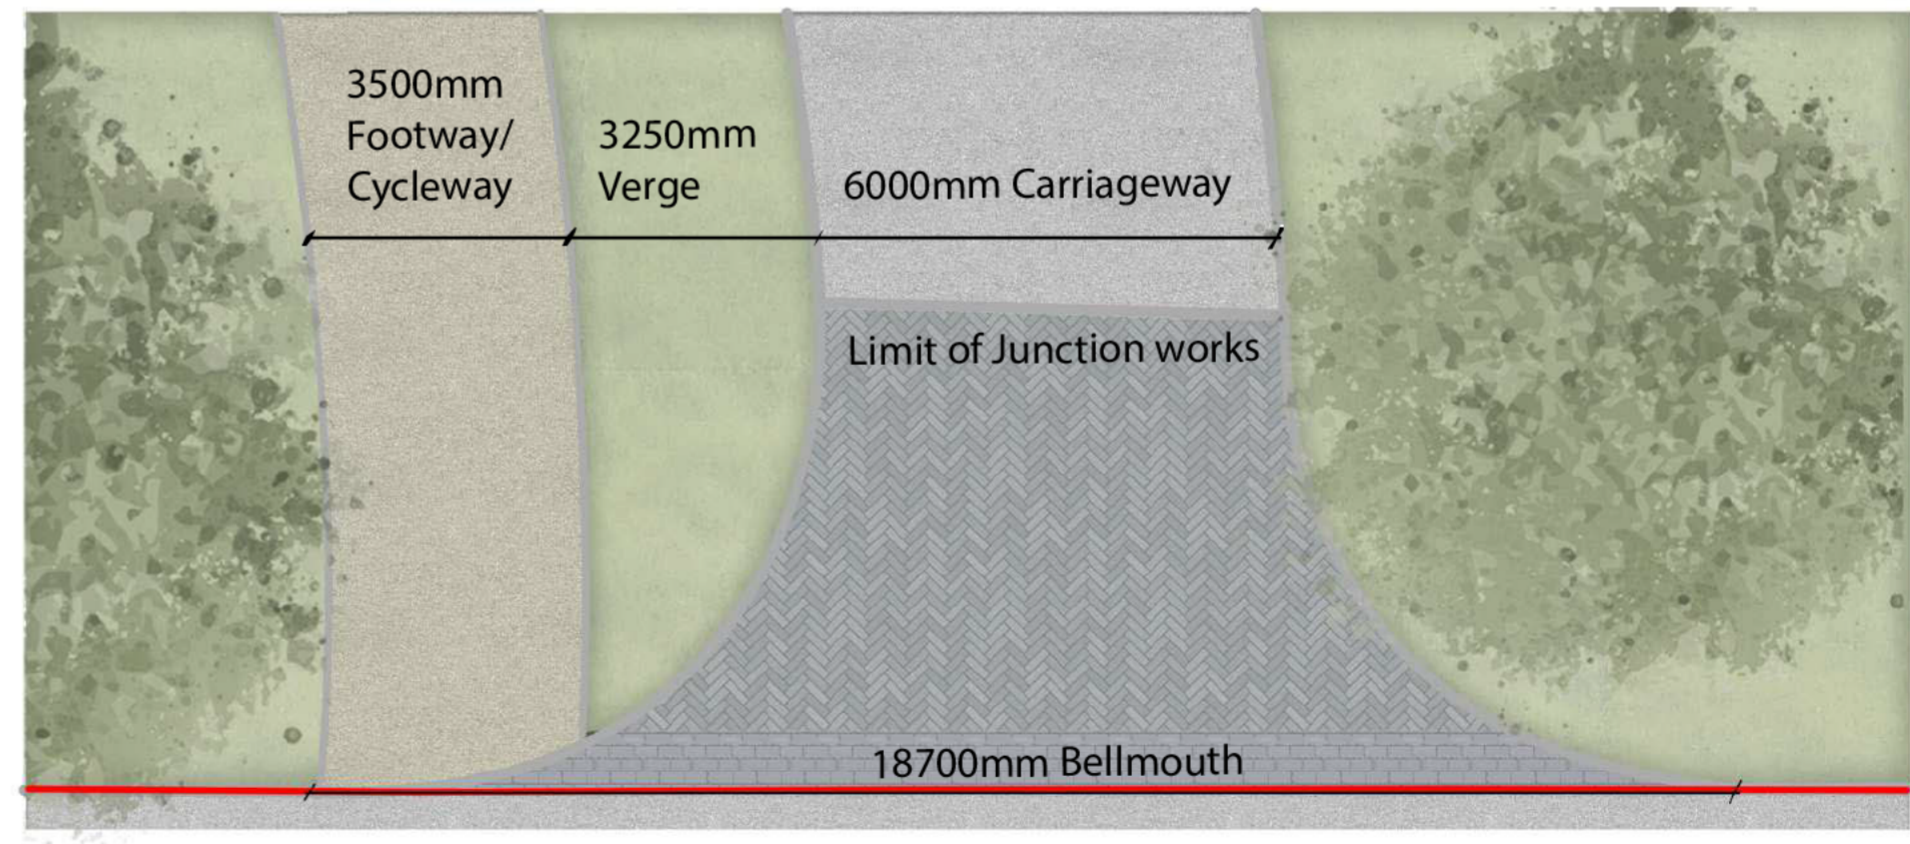 3500mm
Footway/
Cycleway
3250mm
Verge
6000mm Carriageway
Limit of Junction works
18700mm Bellmouth